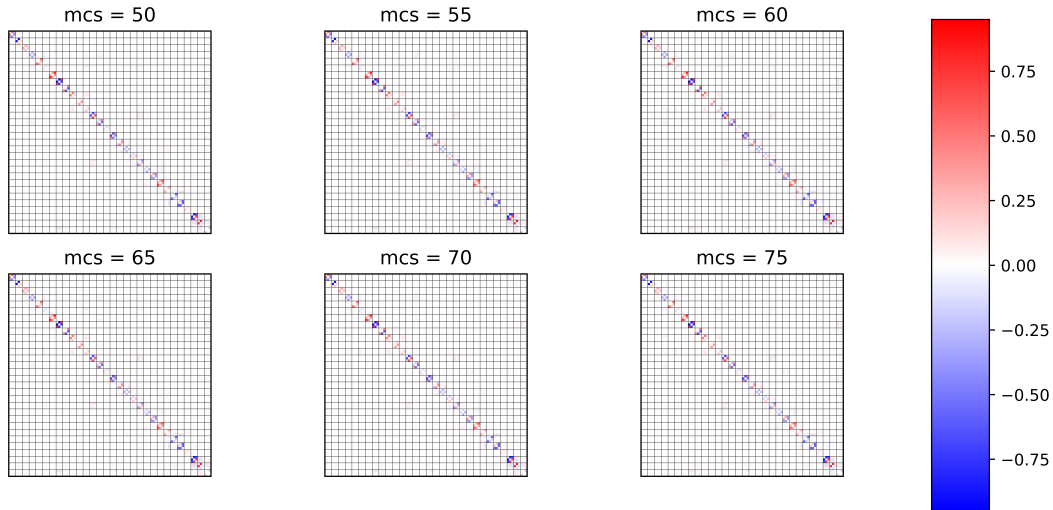 mcs = 50
mcs = 55
mcs = 60
mcs = 65
mcs = 70
mcs = 75
0.75
0.50
0.25
0.00
−0.25
−0.50
−0.75